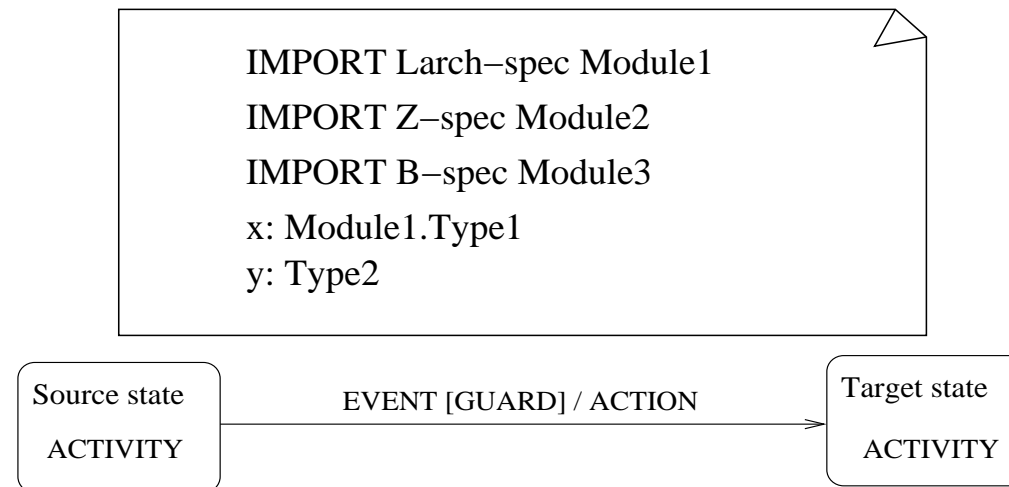 IMPORT Larch−spec Module1
IMPORT Z−spec Module2
IMPORT B−spec Module3
x: Module1.Type1
y: Type2
Source state
EVENT [GUARD] / ACTION
Target state
ACTIVITY
ACTIVITY